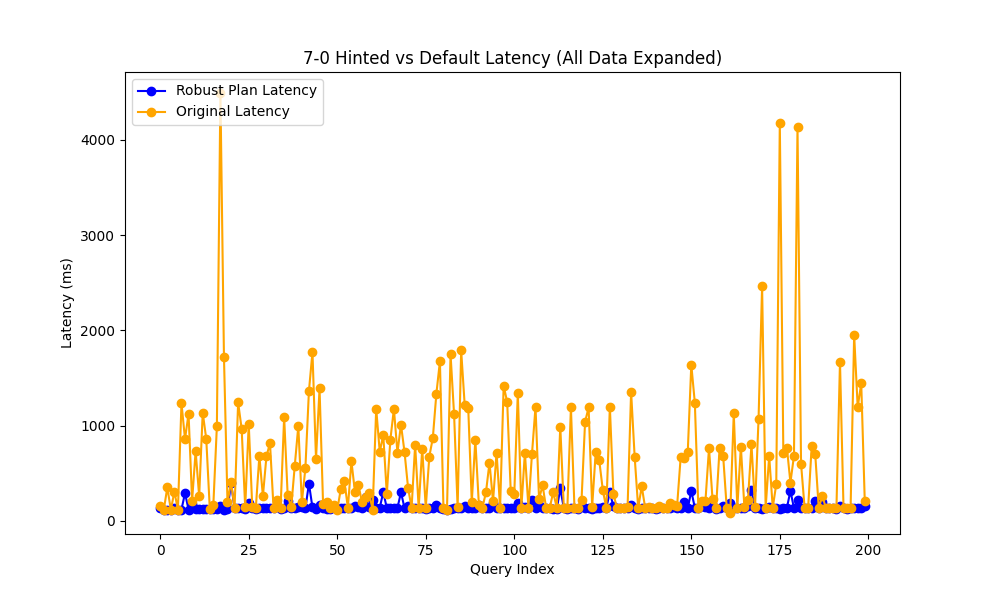 7-0 Hinted vs Default Latency (All Data Expanded)
Robust Plan Latency
Original Latency
4000
3000
2000
1000
0
Latency (ms)
0 25 50 75 100 125 150 175 200
Query Index